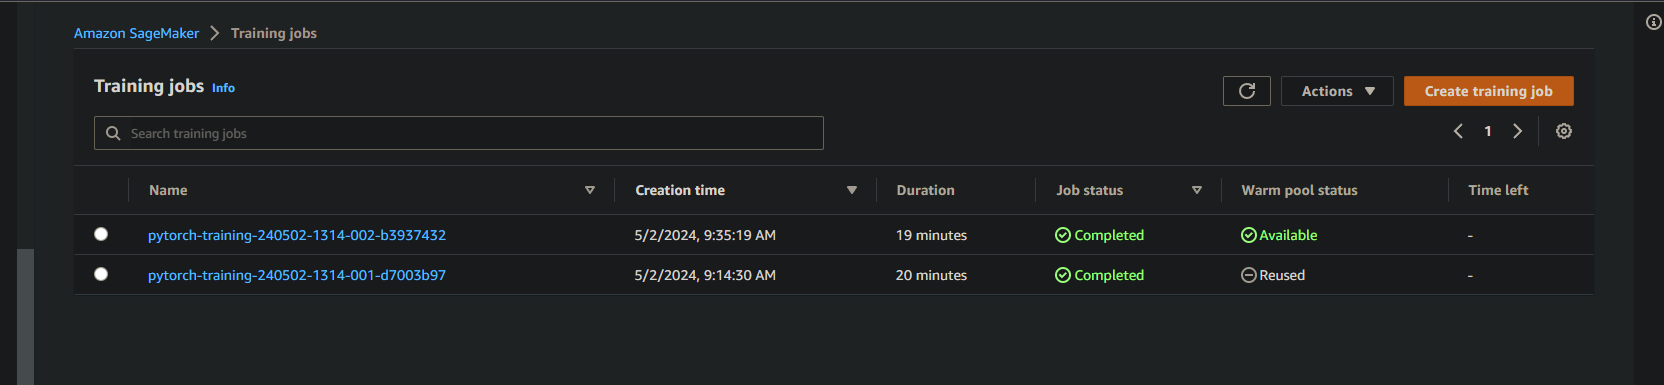 Amazon SageMaker > Training jobs
Training jobs Info
Actions
Create training job
Search training jobs
1
Name Creation time Duration Job status Warm pool status Time left
pytorch-training-240502-1314-002-b3937432 5/2/2024, 9:35:19 AM 19 minutes Completed Available -
pytorch-training-240502-1314-001-d7003b97 5/2/2024, 9:14:30 AM 20 minutes Completed Reused -